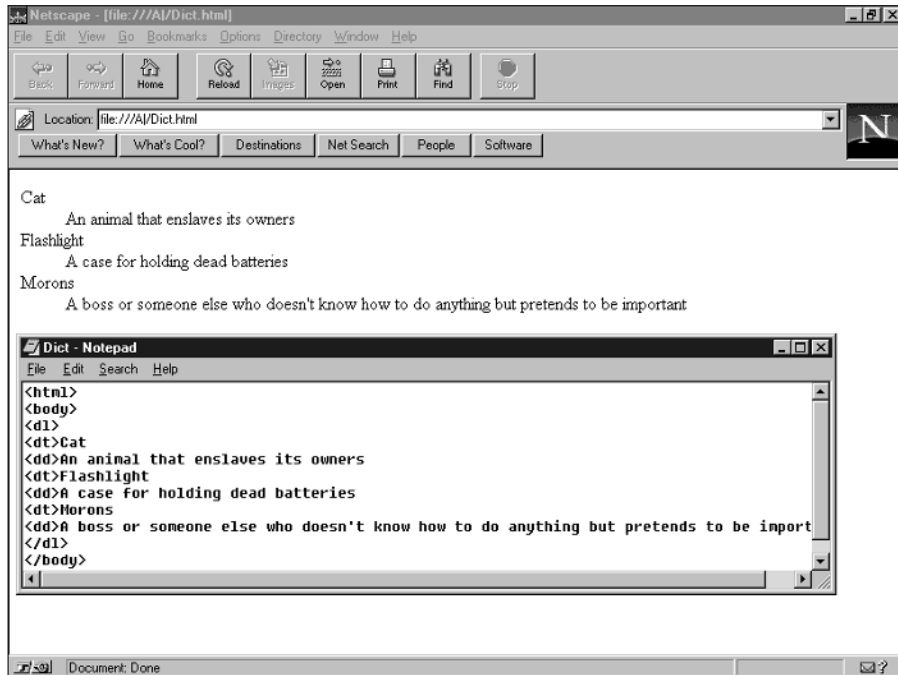 Netscape - [file:///A|/Dict.html]
File Edit View Go Bookmarks Options Directory Window Help
Back Forward Home Reload Images Open Print Find Stop
Location: file:///A|/Dict.html
N
What's New? What's Cool? Destinations Net Search People Software
Cat
An animal that enslaves its owners
Flashlight
A case for holding dead batteries
Morons
A boss or someone else who doesn't know how to do anything but pretends to be important
Dict - Notepad
File Edit Search Help
<html>
<body>
<dl>
<dt>Cat
<dd>An animal that enslaves its owners
<dt>Flashlight
<dd>A case for holding dead batteries
<dt>Morons
<dd>A boss or someone else who doesn't know how to do anything but pretends to be import
</dl>
</body>
Document: Done
?